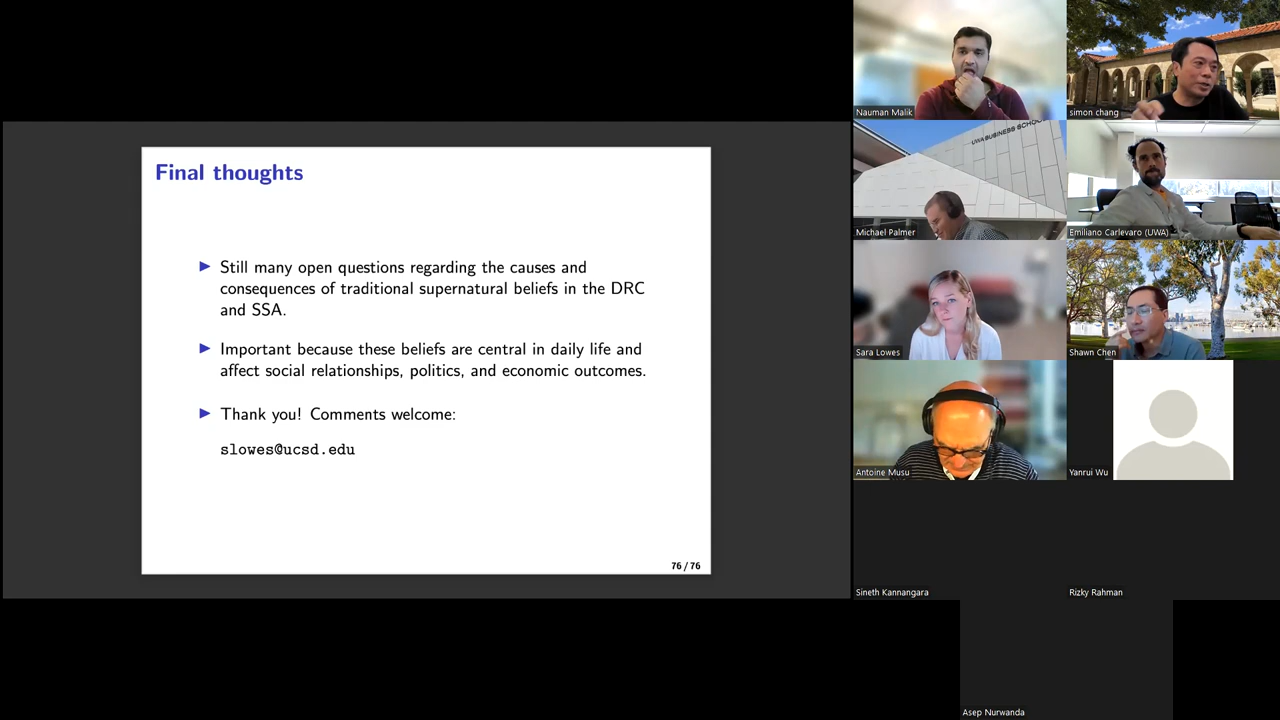 Final thoughts
▶ Still many open questions regarding the causes and
consequences of traditional supernatural beliefs in the DRC
and SSA.
▶ Important because these beliefs are central in daily life and
affect social relationships, politics, and economic outcomes.
▶ Thank you! Comments welcome:
slowes@ucsd.edu
76 / 76
Nauman Malik
simon chang
UWA BUSINESS SCHOO
Michael Palmer
Emiliano Carlevaro (UWA)
Sara Lowes
Shawn Chen
Antoine Musu
Yanrui Wu
Sineth Kannangara
Rizky Rahman
Asep Nurwanda